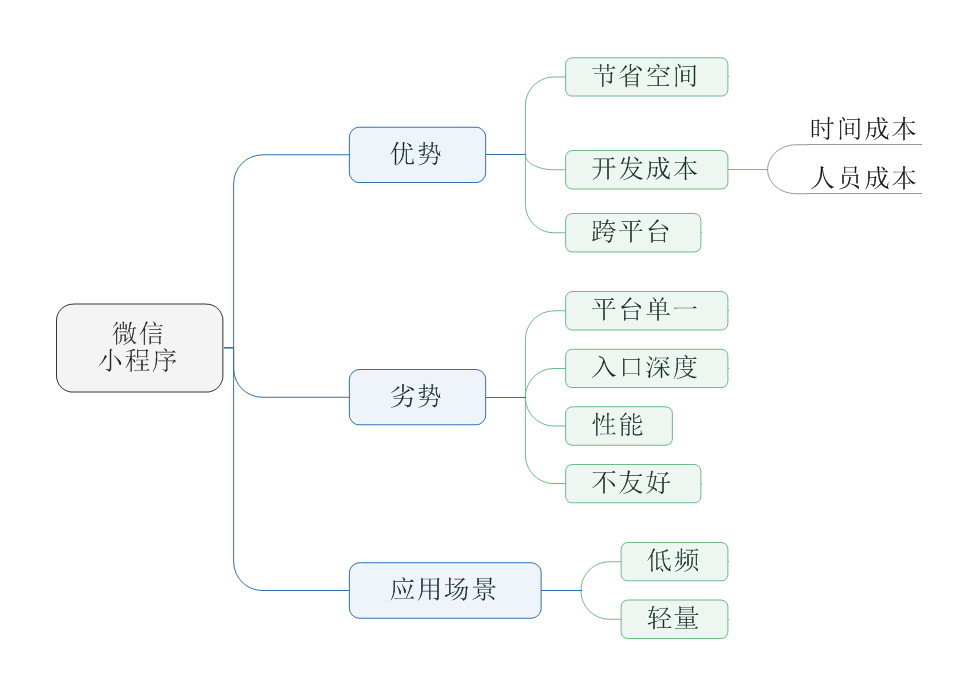 微信
小程序
优势
节省空间
开发成本
时间成本
人员成本
跨平台
劣势
平台单一
入口深度
性能
不友好
应用场景
低频
轻量